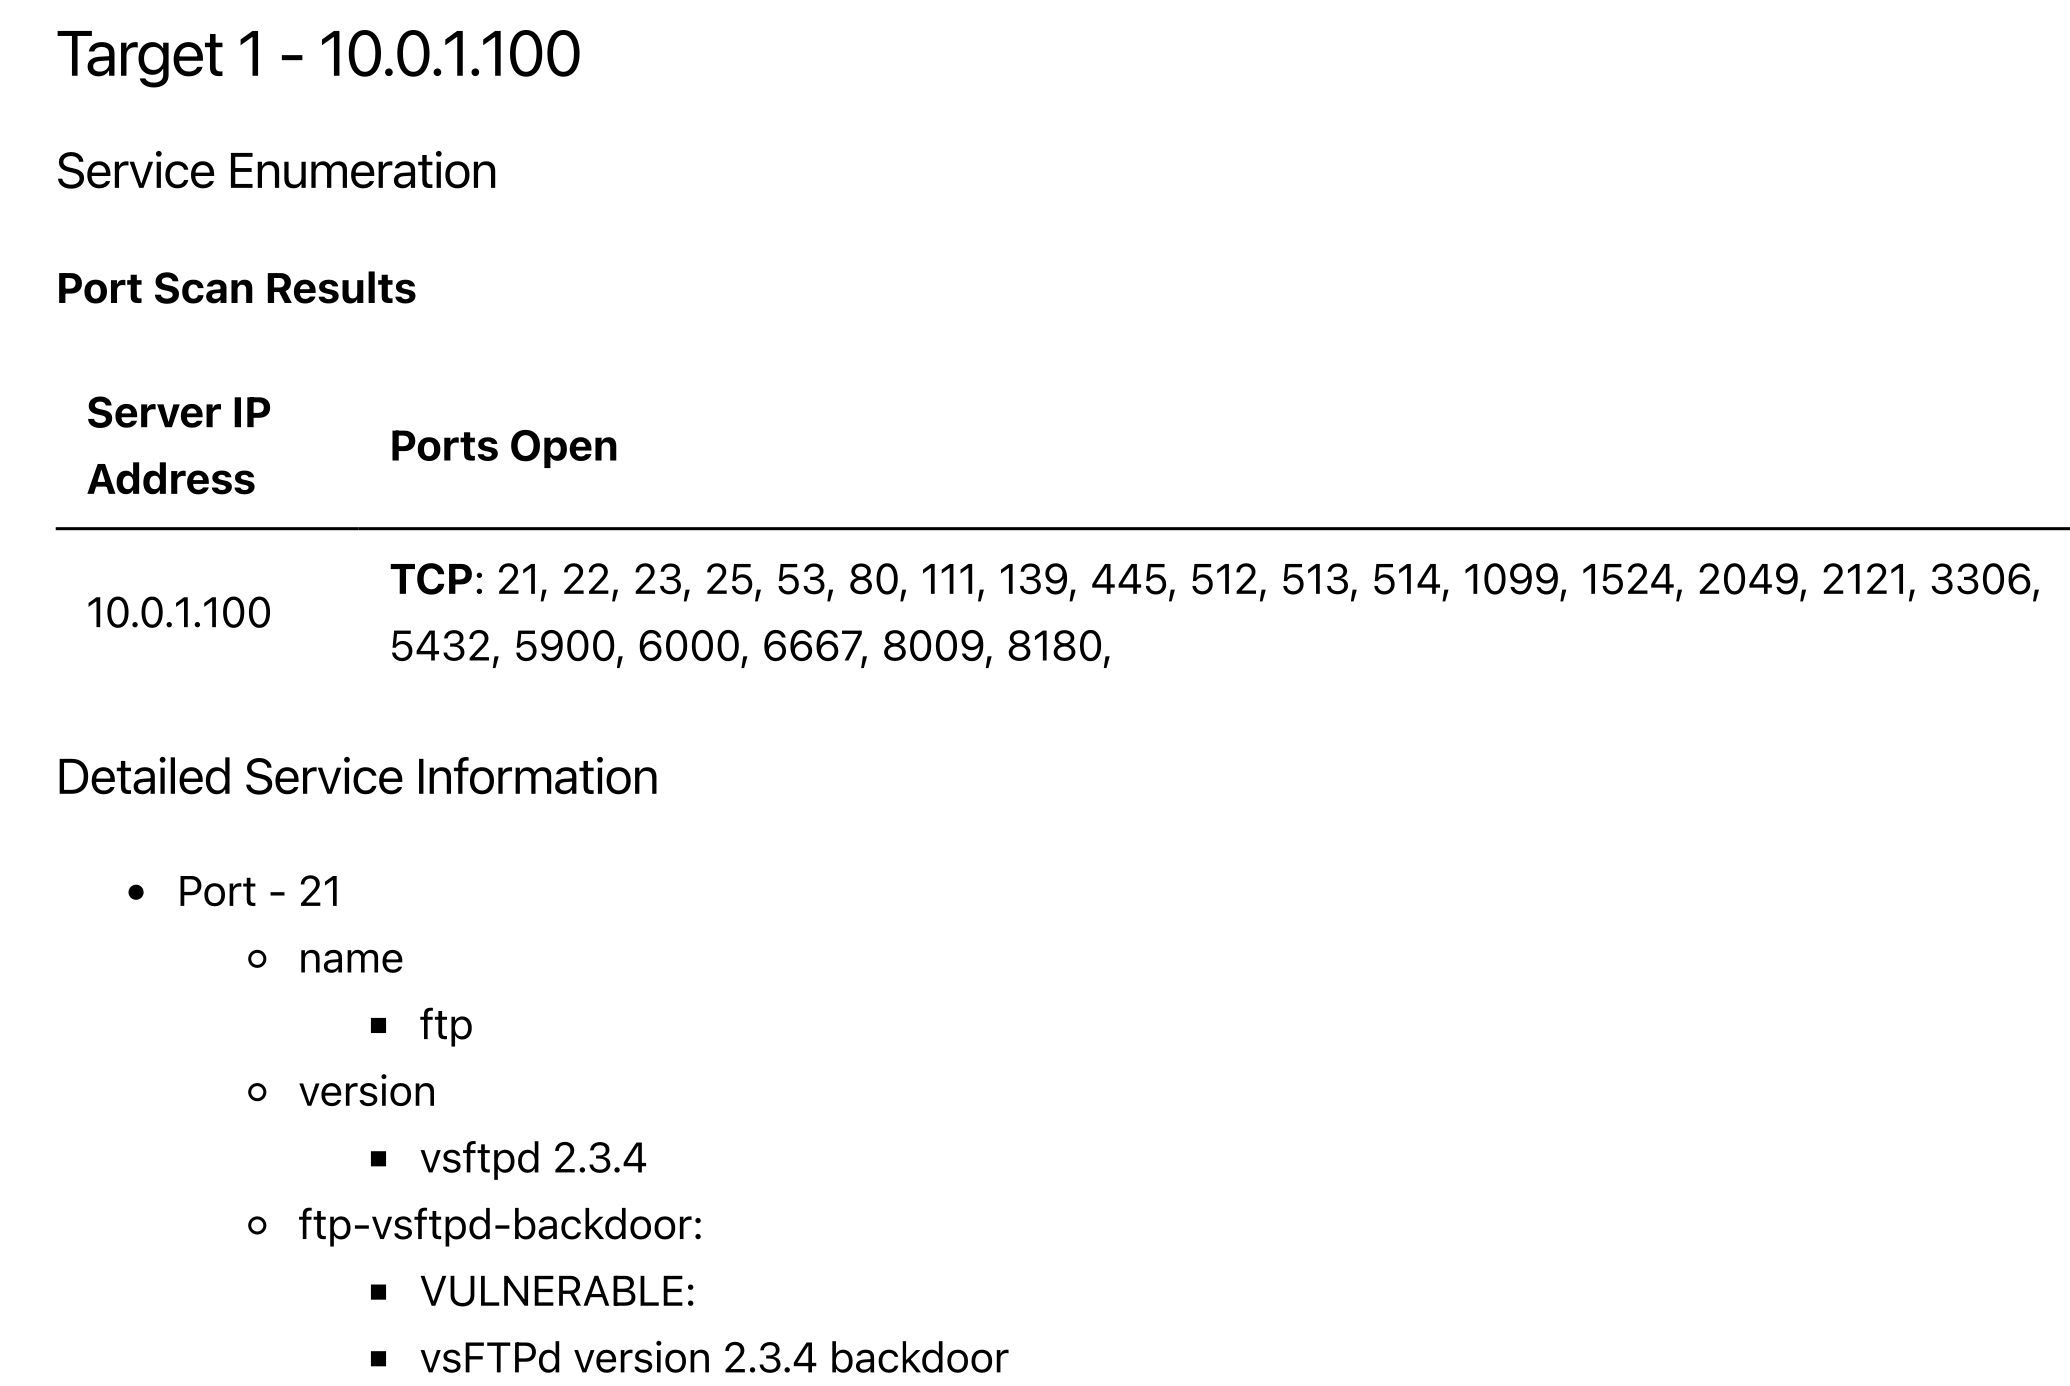 Target 1 - 10.0.1.100
Service Enumeration
Port Scan Results
Server IP
Address
Ports Open
10.0.1.100
TCP: 21, 22, 23, 25, 53, 80, 111, 139, 445, 512, 513, 514, 1099, 1524, 2049, 2121, 3306,
5432, 5900, 6000, 6667, 8009, 8180,
Detailed Service Information
Port - 21
name
ftp
version
vsftpd 2.3.4
ftp-vsftpd-backdoor:
VULNERABLE:
vsFTPd version 2.3.4 backdoor